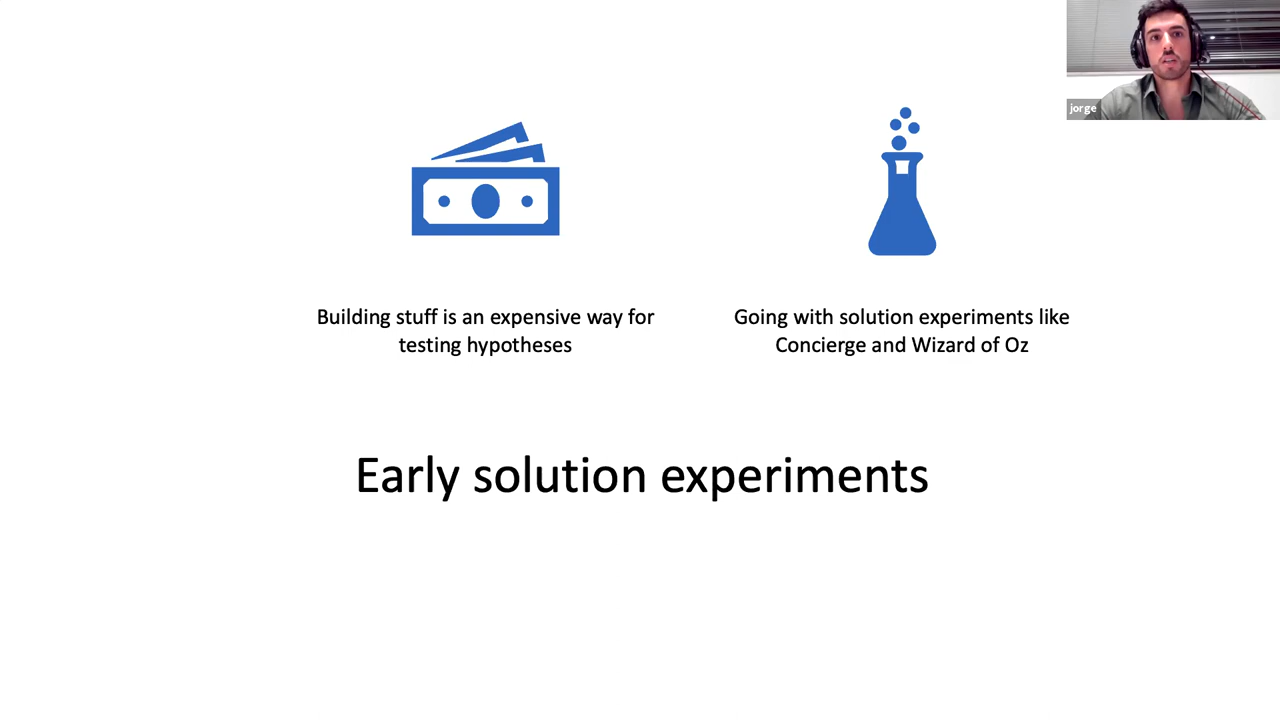 jorge
Building stuff is an expensive way for
testing hypotheses
Going with solution experiments like
Concierge and Wizard of Oz
Early solution experiments